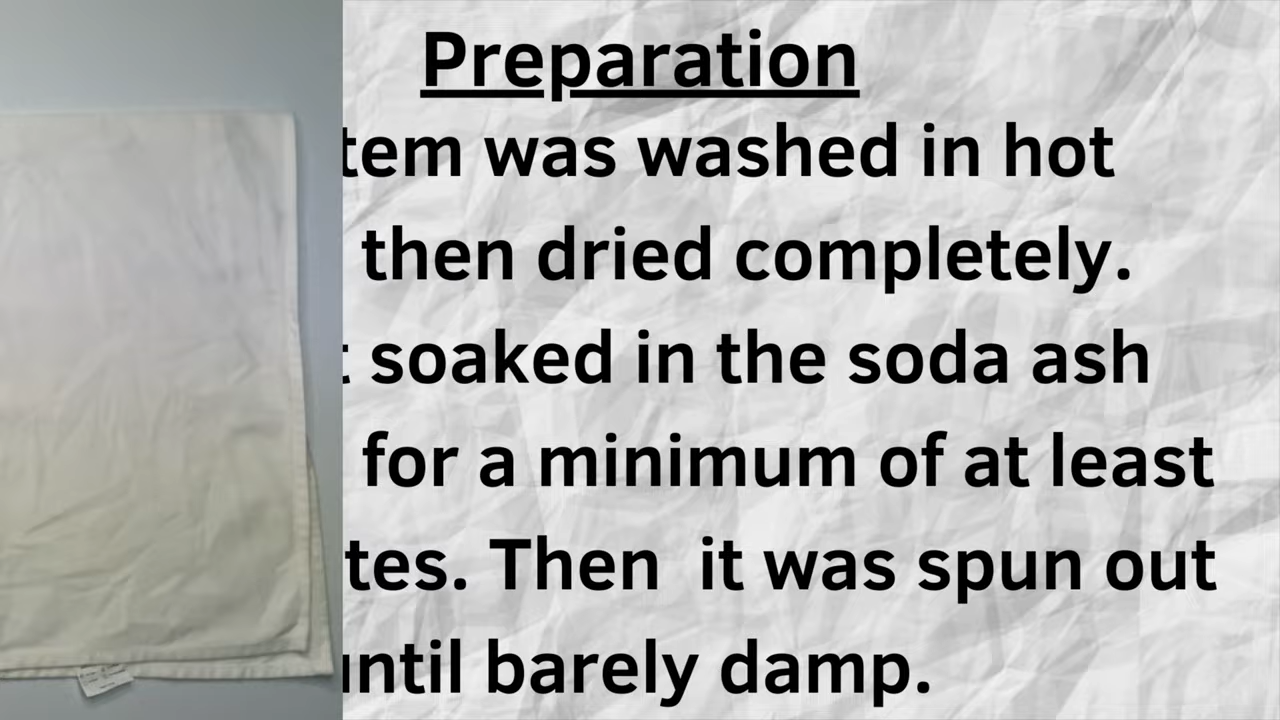 Preparation
tem was washed in hot
then dried completely.
soaked in the soda ash
for a minimum of at least
tes. Then it was spun out
until barely damp.